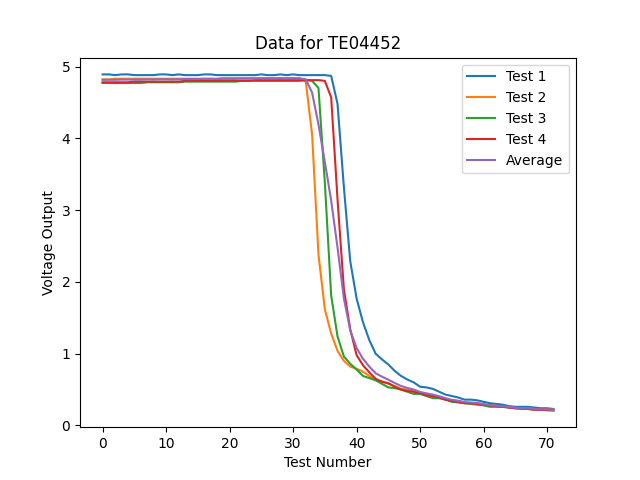 Data for TE04452
Voltage Output
5
4
3
2
1
0
Test 1
Test 2
Test 3
Test 4
Average
0 10 20 30 40 50 60 70
Test Number